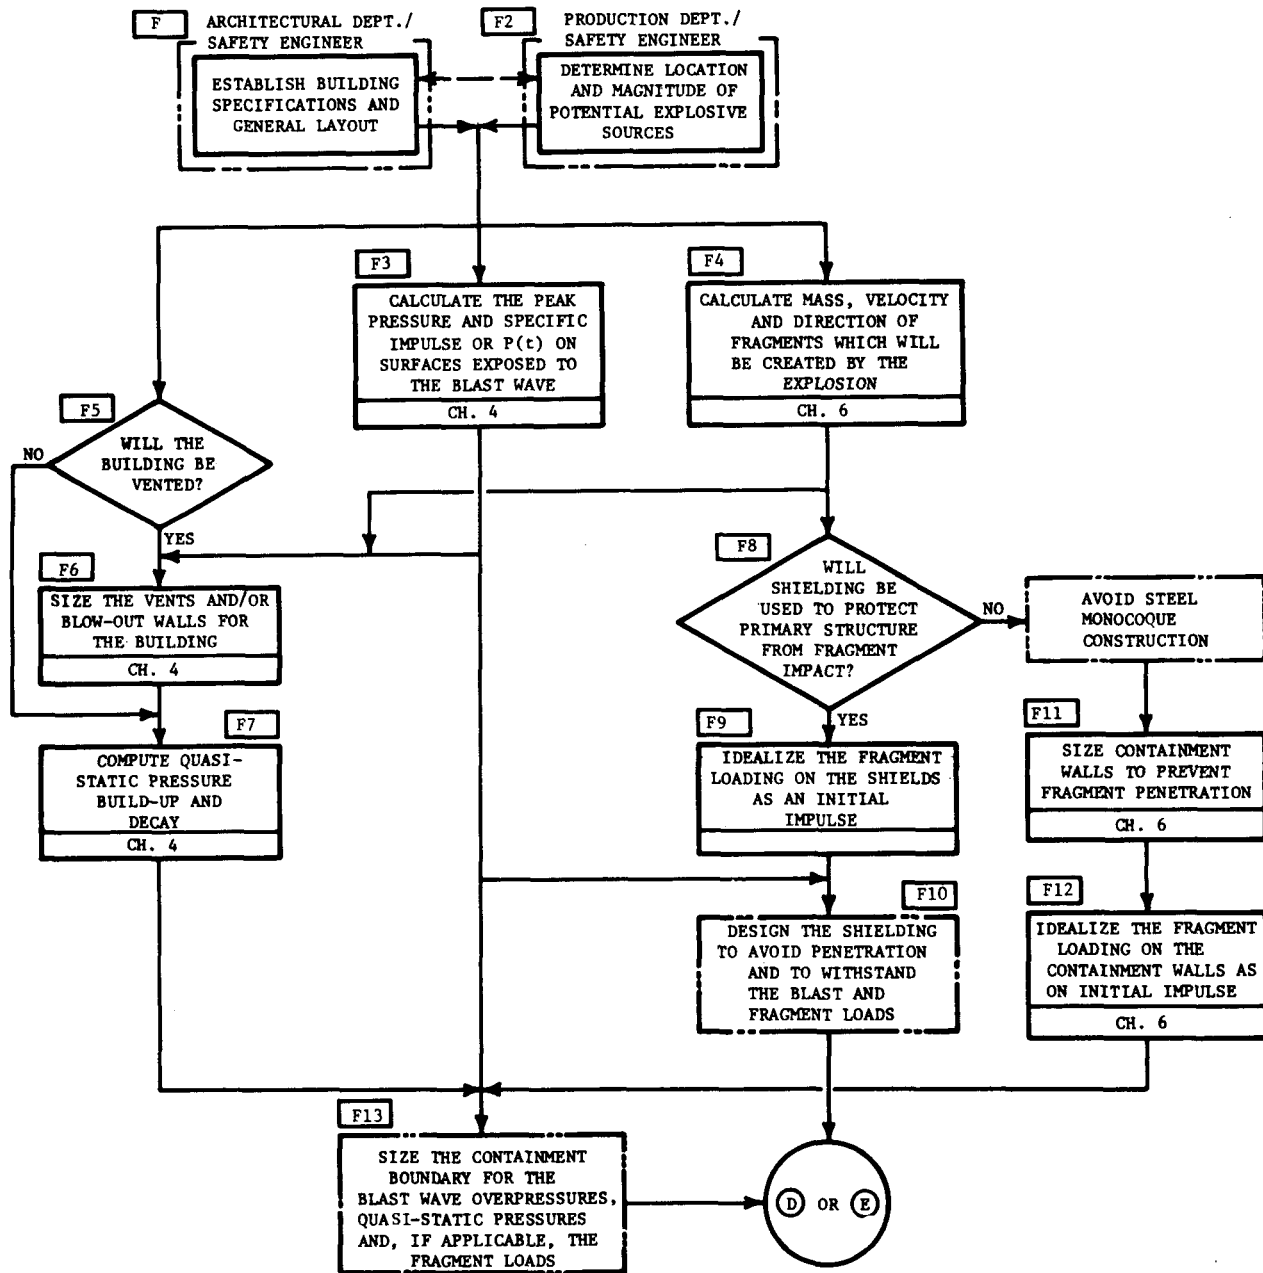 F
ARCHITECTURAL DEPT./
SAFETY ENGINEER
F2
PRODUCTION DEPT./
SAFETY ENGINEER
ESTABLISH BUILDING
SPECIFICATIONS AND
GENERAL LAYOUT
DETERMINE LOCATION
AND MAGNITUDE OF
POTENTIAL EXPLOSIVE
SOURCES
F3
CALCULATE THE PEAK
PRESSURE AND SPECIFIC
IMPULSE OR P(t) ON
SURFACES EXPOSED TO
THE BLAST WAVE
CH. 4
F4
CALCULATE MASS, VELOCITY
AND DIRECTION OF
FRAGMENTS WHICH WILL
BE CREATED BY THE
EXPLOSION
CH. 6
F5
WILL THE
BUILDING BE
VENTED?
NO
YES
F6
SIZE THE VENTS AND/OR
BLOW-OUT WALLS FOR
THE BUILDING
CH. 4
F7
COMPUTE QUASI-
STATIC PRESSURE
BUILD-UP AND
DECAY
CH. 4
F8
WILL
SHIELDING BE
USED TO PROTECT
PRIMARY STRUCTURE
FROM FRAGMENT
IMPACT?
NO
YES
AVOID STEEL
MONOCOQUE
CONSTRUCTION
F9
IDEALIZE THE FRAGMENT
LOADING ON THE SHIELDS
AS AN INITIAL
IMPULSE
F11
SIZE CONTAINMENT
WALLS TO PREVENT
FRAGMENT PENETRATION
CH. 6
F10
DESIGN THE SHIELDING
TO AVOID PENETRATION
AND TO WITHSTAND
THE BLAST AND
FRAGMENT LOADS
F12
IDEALIZE THE FRAGMENT
LOADING ON THE
CONTAINMENT WALLS AS
ON INITIAL IMPULSE
CH. 6
F13
SIZE THE CONTAINMENT
BOUNDARY FOR THE
BLAST WAVE OVERPRESSURES,
QUASI-STATIC PRESSURES
AND, IF APPLICABLE, THE
FRAGMENT LOADS
D OR E